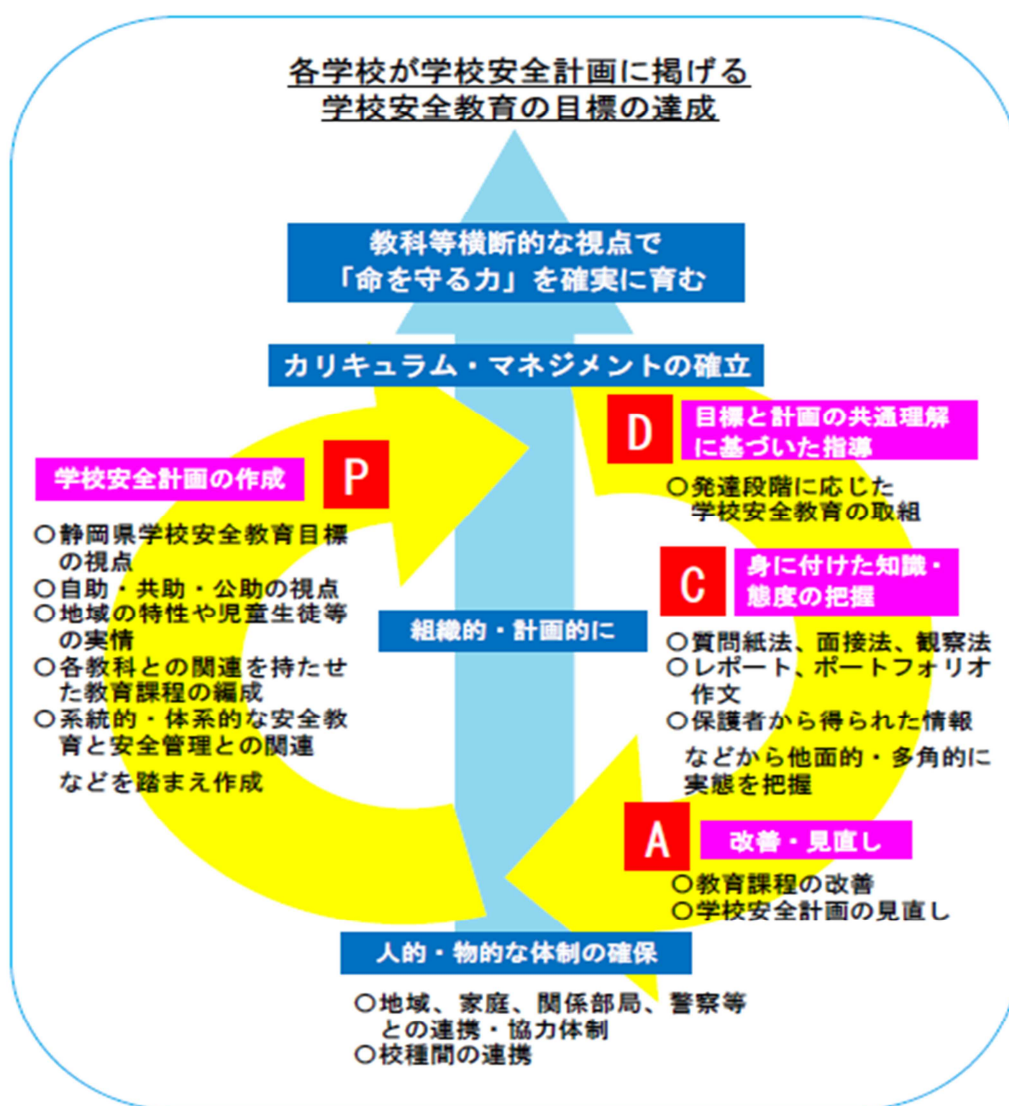 各学校が学校安全計画に掲げる
学校安全教育の目標の達成
教科等横断的な視点で
「命を守る力」を確実に育む
カリキュラム・マネジメントの確立
P
学校安全計画の作成
○静岡県学校安全教育目標
の視点
○自助・共助・公助の視点
○地域の特性や児童生徒等
の実情
○各教科との関連を持たせ
た教育課程の編成
○系統的・体系的な安全教
育と安全管理との関連
などを踏まえ作成
組織的・計画的に
D
目標と計画の共通理解
に基づいた指導
○発達段階に応じた
学校安全教育の取組
C
身に付けた知識・
態度の把握
○質問紙法、面接法、観察法
○レポート、ポートフォリオ
作文
○保護者から得られた情報
などから他面的・多角的に
実態を把握
A
改善・見直し
○教育課程の改善
○学校安全計画の見直し
人的・物的な体制の確保
○地域、家庭、関係部局、警察等
との連携・協力体制
○校種間の連携